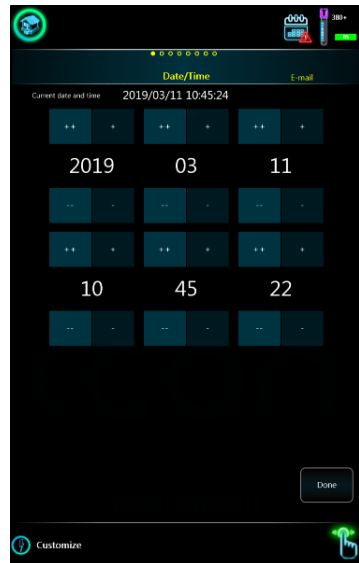 380+
Date/Time
E-mail
Current date and time 2019/03/11 10:45:24
++ + ++ + ++ +
2019 03 11
-- - -- - -- -
++ + ++ + ++ +
10 45 22
-- - -- - -- -
Done
Customize